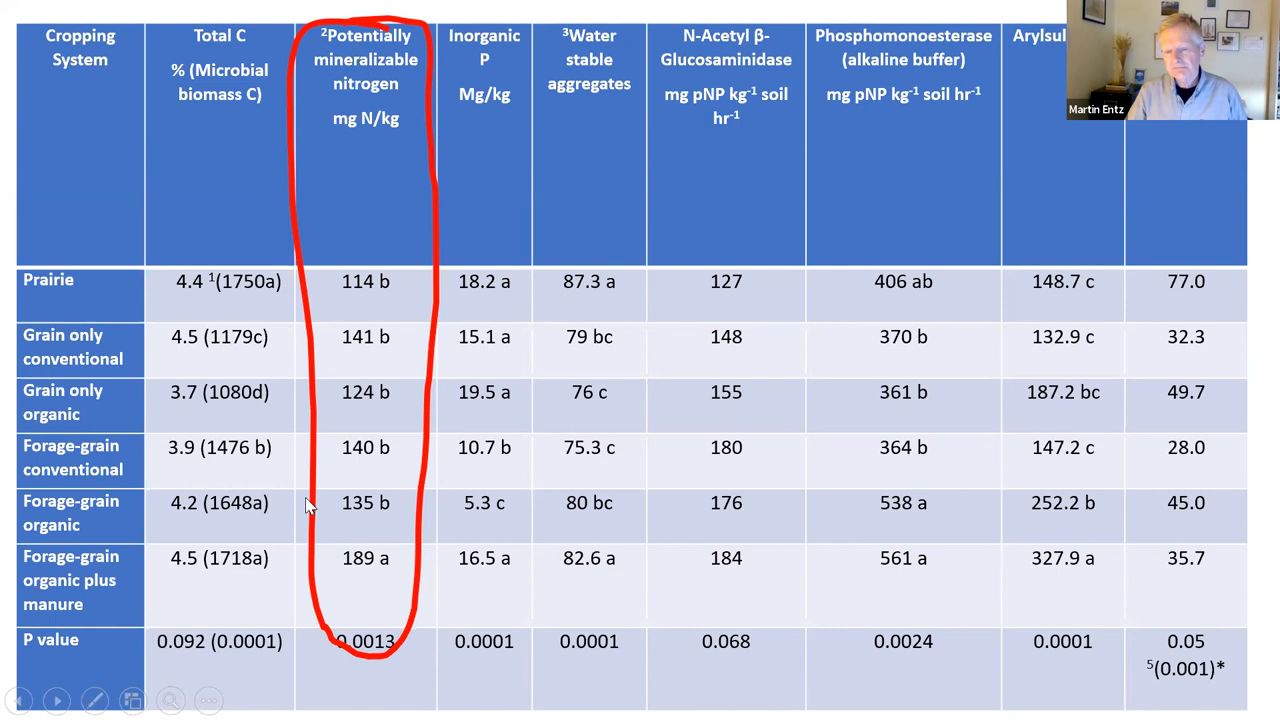 Cropping System
Total C
% (Microbial biomass C)
²Potentially mineralizable nitrogen
mg N/kg
Inorganic P
Mg/kg
³Water stable aggregates
N-Acetyl β-Glucosaminidase
mg pNP kg⁻¹ soil hr⁻¹
Phosphomonoesterase (alkaline buffer)
mg pNP kg⁻¹ soil hr⁻¹
Arylsul
Martin Entz
Prairie 4.4 ¹(1750a) 114 b 18.2 a 87.3 a 127 406 ab 148.7 c 77.0
Grain only conventional 4.5 (1179c) 141 b 15.1 a 79 bc 148 370 b 132.9 c 32.3
Grain only organic 3.7 (1080d) 124 b 19.5 a 76 c 155 361 b 187.2 bc 49.7
Forage-grain conventional 3.9 (1476 b) 140 b 10.7 b 75.3 c 180 364 b 147.2 c 28.0
Forage-grain organic 4.2 (1648a) 135 b 5.3 c 80 bc 176 538 a 252.2 b 45.0
Forage-grain organic plus manure 4.5 (1718a) 189 a 16.5 a 82.6 a 184 561 a 327.9 a 35.7
P value 0.092 (0.0001) 0.0013 0.0001 0.0001 0.068 0.0024 0.0001 0.05 ⁵(0.001)*